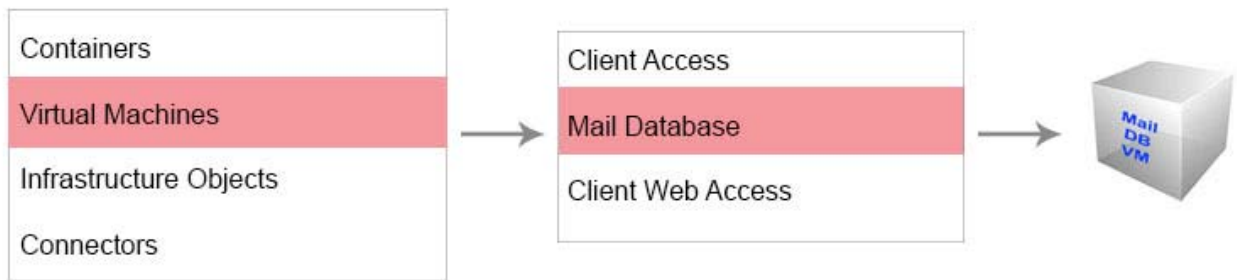 Containers
Virtual Machines
Infrastructure Objects
Connectors
Client Access
Mail Database
Client Web Access
Mail
DB
VM